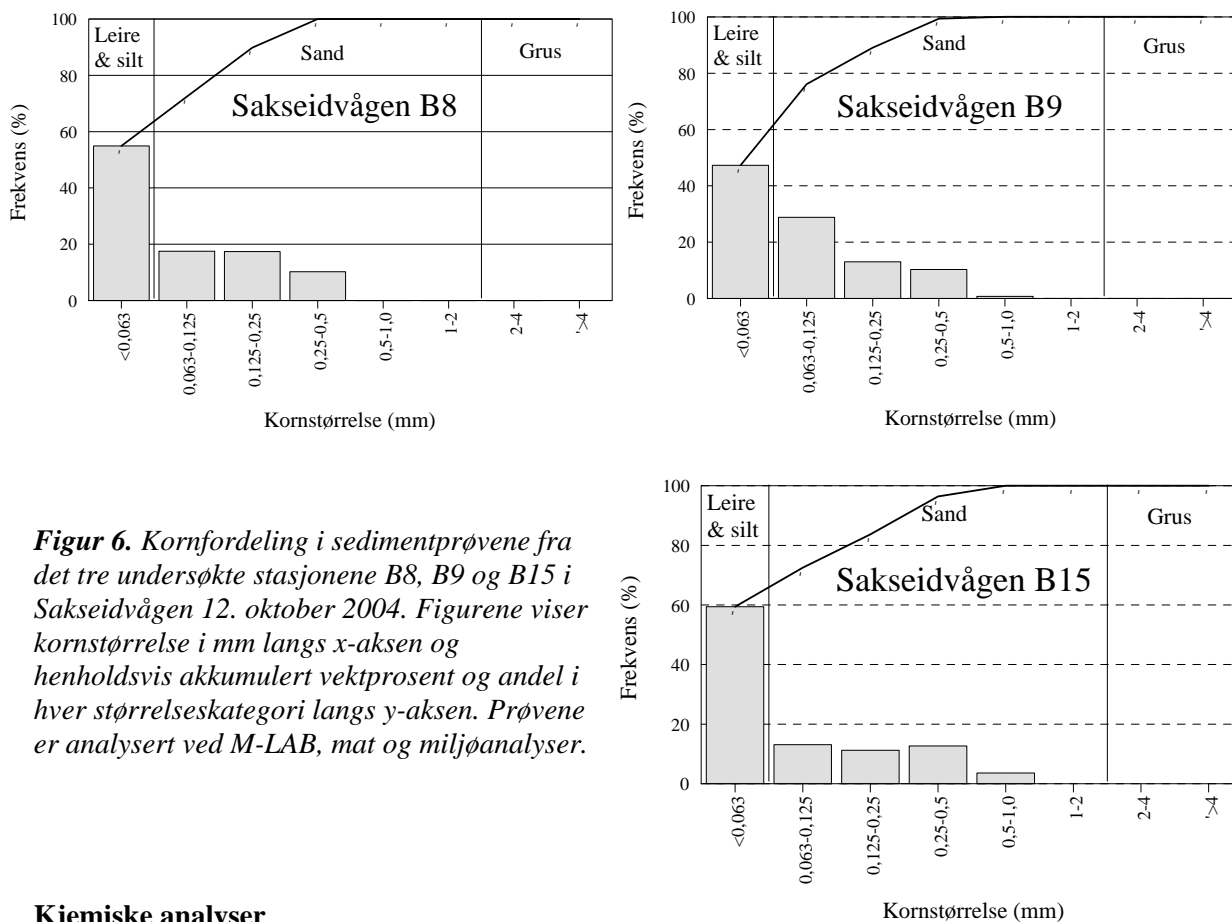 100
80
60
40
20
0
Frekvens (%)
Leire
& silt
Sand
Grus
Sakseidvågen B8
<0,063
0,063-0,125
0,125-0,25
0,25-0,5
0,5-1,0
1-2
2-4
'>4
Kornstørrelse (mm)
100
80
60
40
20
0
Frekvens (%)
Leire
& silt
Sand
Grus
Sakseidvågen B9
<0,063
0,063-0,125
0,125-0,25
0,25-0,5
0,5-1,0
1-2
2-4
'>4
Kornstørrelse (mm)
Figur 6. Kornfordeling i sedimentprøvene fra
det tre undersøkte stasjonene B8, B9 og B15 i
Sakseidvågen 12. oktober 2004. Figurene viser
kornstørrelse i mm langs x-aksen og
henholdsvis akkumulert vektprosent og andel i
hver størrelseskategori langs y-aksen. Prøvene
er analysert ved M-LAB, mat og miljøanalyser.
100
80
60
40
20
0
Frekvens (%)
Leire
& silt
Sand
Grus
Sakseidvågen B15
<0,063
0,063-0,125
0,125-0,25
0,25-0,5
0,5-1,0
1-2
2-4
'>4
Kornstørrelse (mm)
Kjemiske analyser